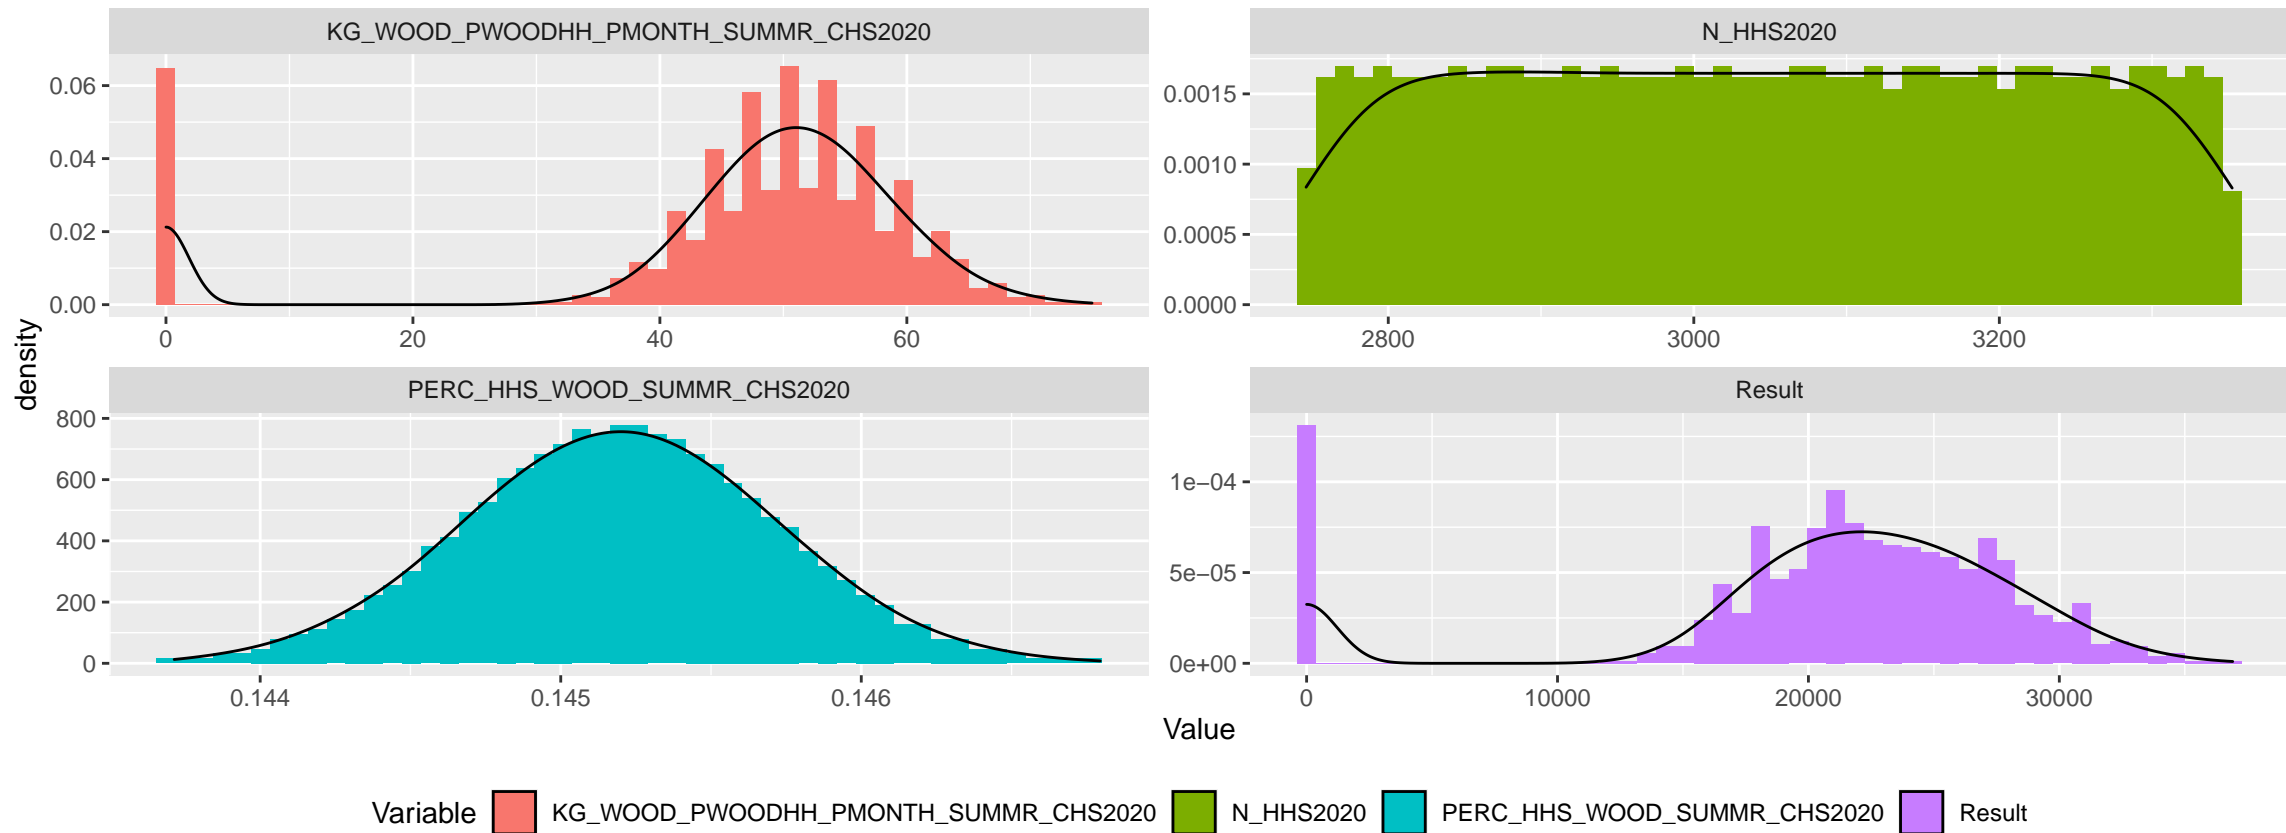 KG_WOOD_PWOODHH_PMONTH_SUMMR_CHS2020
N_HHS2020
0.06
0.04
0.02
0.00
0 20 40 60
0.0015
0.0010
0.0005
0.0000
2800 3000 3200
density
PERC_HHS_WOOD_SUMMR_CHS2020
Result
800
600
400
200
0
0.144 0.145 0.146
1e−04
5e−05
0e+00
0 10000 20000 30000
Value
Variable KG_WOOD_PWOODHH_PMONTH_SUMMR_CHS2020 N_HHS2020 PERC_HHS_WOOD_SUMMR_CHS2020 Result